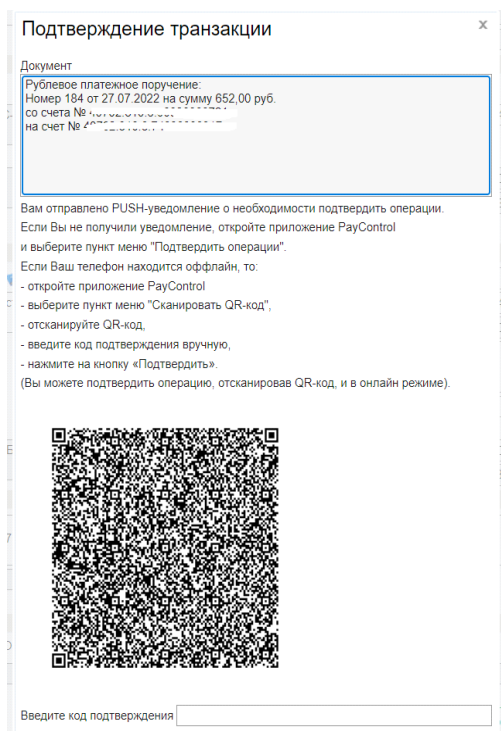 Подтверждение транзакции
x
Документ
Рублевое платежное поручение:
Номер 184 от 27.07.2022 на сумму 652,00 руб.
со счета №
на счет №
Вам отправлено PUSH-уведомление о необходимости подтвердить операции.
Если Вы не получили уведомление, откройте приложение PayControl
и выберите пункт меню "Подтвердить операции".
Если Ваш телефон находится оффлайн, то:
- откройте приложение PayControl
- выберите пункт меню "Сканировать QR-код",
- отсканируйте QR-код,
- введите код подтверждения вручную,
- нажмите на кнопку «Подтвердить».
(Вы можете подтвердить операцию, отсканировав QR-код, и в онлайн режиме).
Введите код подтверждения